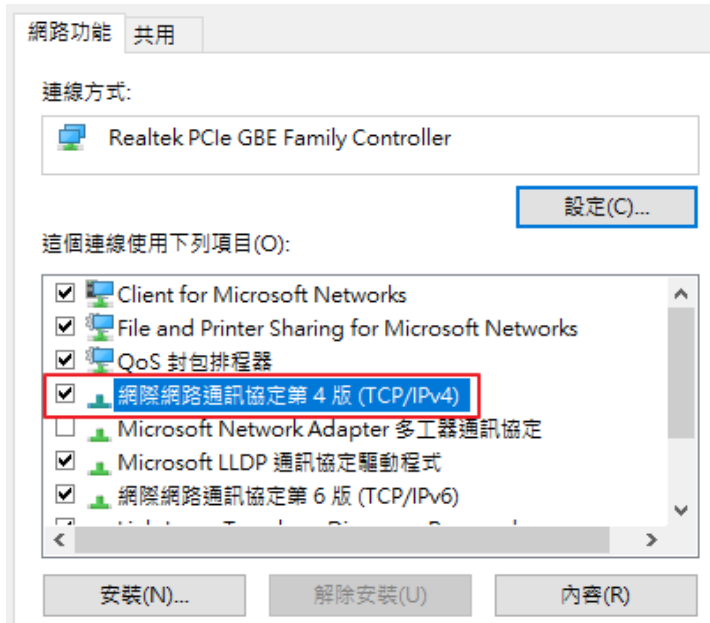 網路功能 共用
連線方式:
Realtek PCIe GBE Family Controller
設定(C)...
這個連線使用下列項目(O):
Client for Microsoft Networks
File and Printer Sharing for Microsoft Networks
QoS 封包排程器
網際網路通訊協定第 4 版 (TCP/IPv4)
Microsoft Network Adapter 多工器通訊協定
Microsoft LLDP 通訊協定驅動程式
網際網路通訊協定第 6 版 (TCP/IPv6)
安裝(N)... 解除安裝(U) 內容(R)